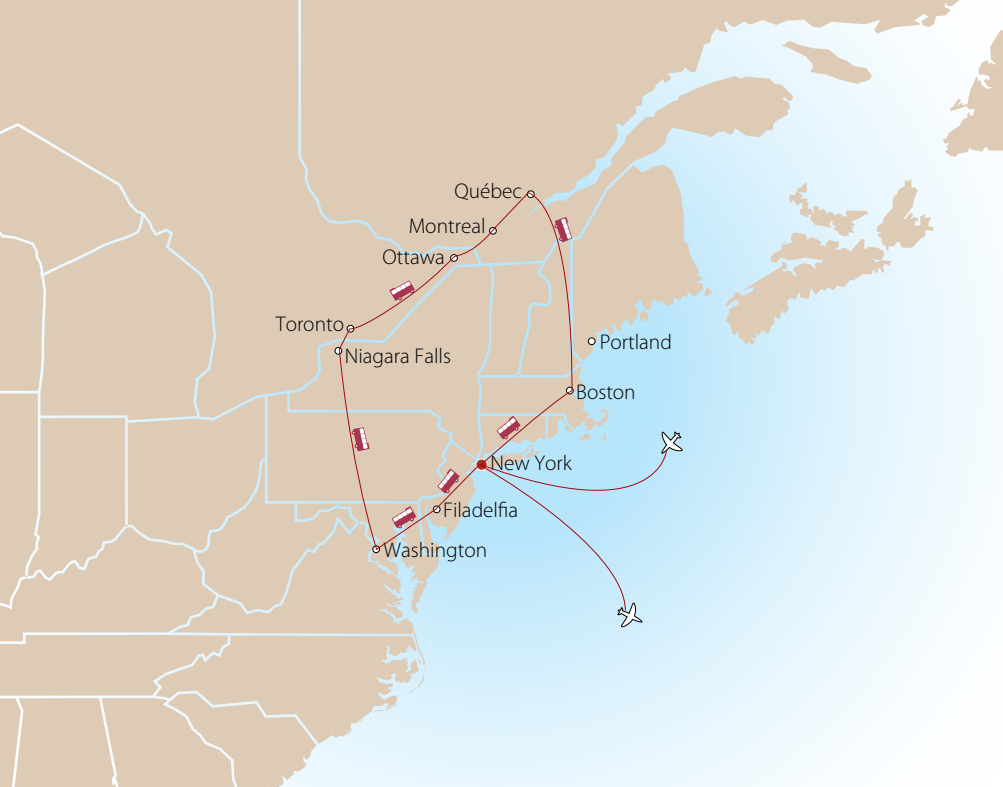 Québec
Montreal
Ottawa
Toronto
Niagara Falls
Portland
Boston
New York
Filadelfia
Washington